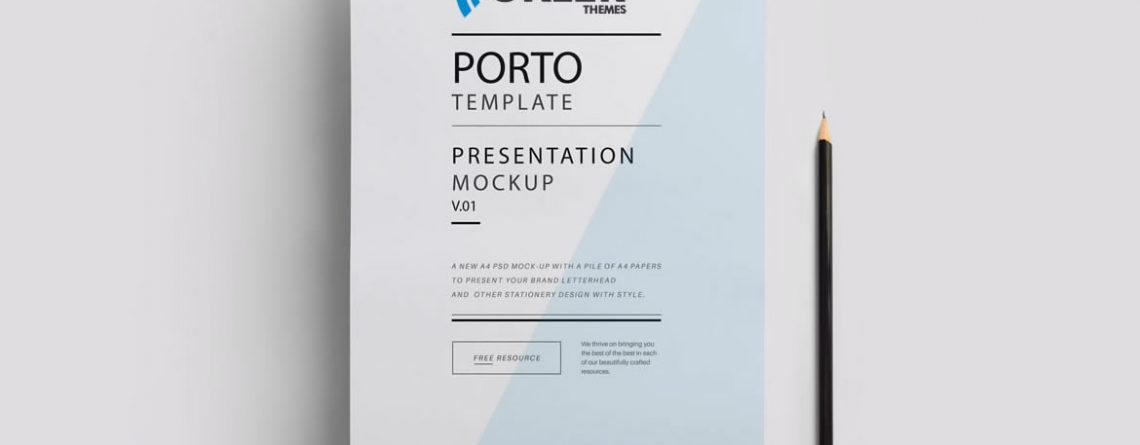 THEMES
PORTO
TEMPLATE
PRESENTATION
MOCKUP
V.01
A NEW A4 PSD MOCK-UP WITH A PILE OF A4 PAPERS
TO PRESENT YOUR BRAND LETTERHEAD
AND OTHER STATIONERY DESIGN WITH STYLE.
FREE RESOURCE
We thrive on bringing you
the best of the best in each
of our beautifully crafted
resources.